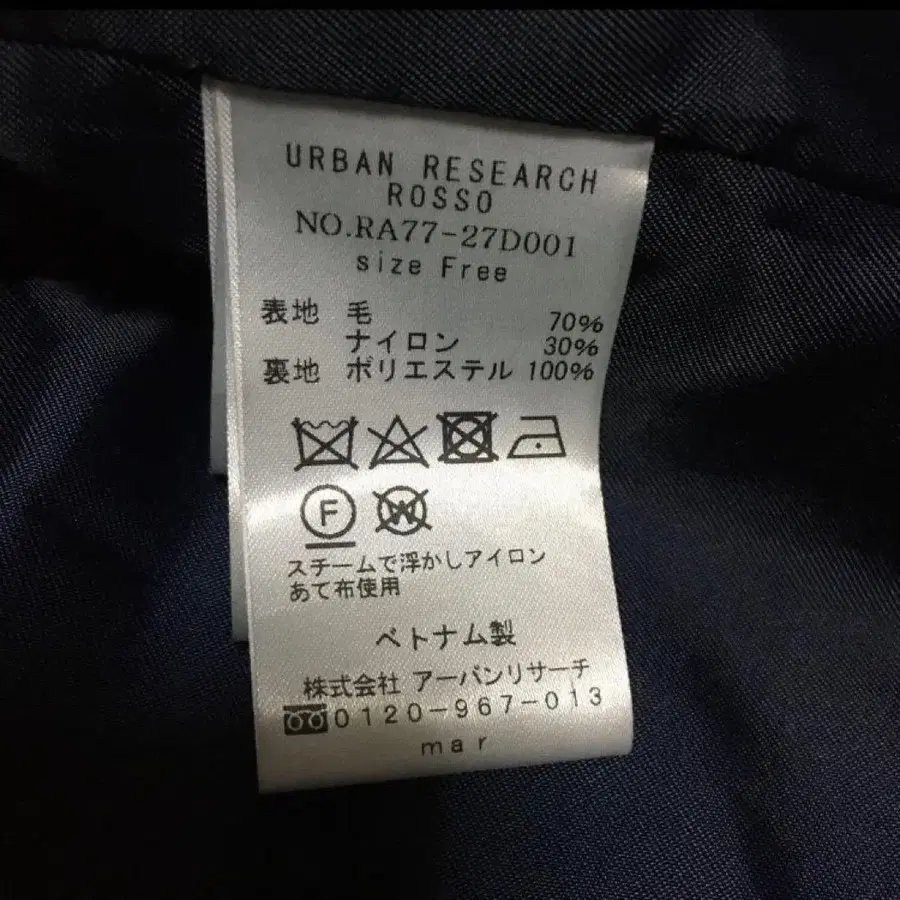 URBAN RESEARCH
ROSSO
NO.RA77-27D001
size Free
表地 毛 70%
ナイロン 30%
裏地 ポリエステル 100%
F W
スチームで浮かしアイロン
あて布使用
ベトナム製
株式会社 アーバンリサーチ
0120-967-013
mar